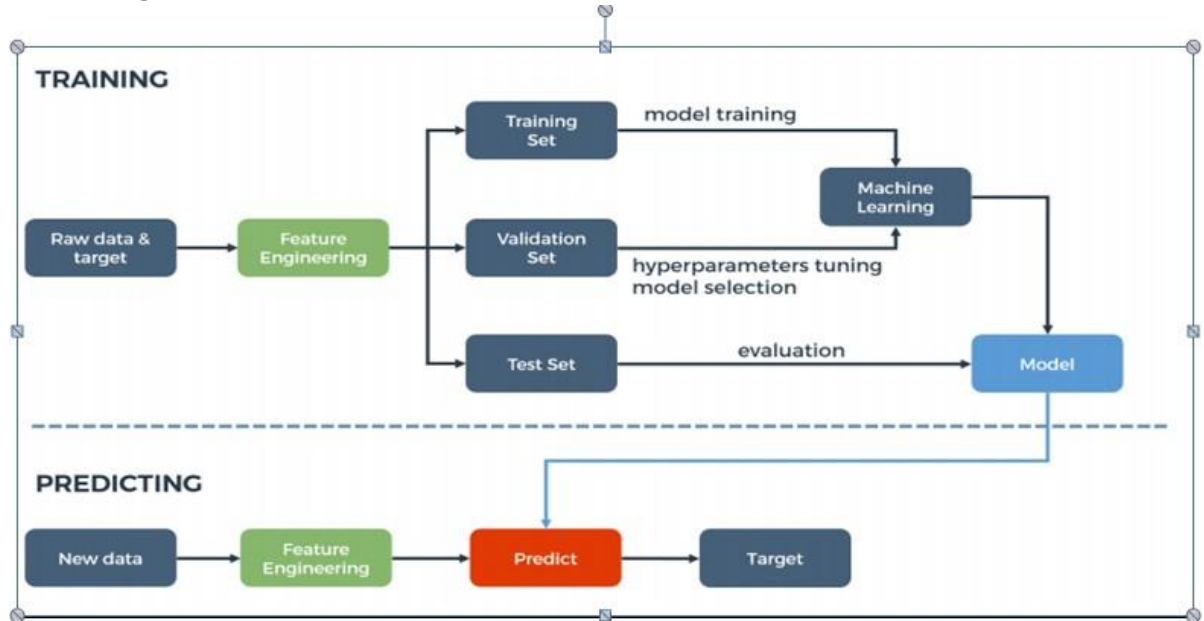 TRAINING
Training
Set
model training
Machine
Learning
Raw data &
target
Feature
Engineering
Validation
Set
hyperparameters tuning
model selection
Test Set
evaluation
Model
PREDICTING
New data
Feature
Engineering
Predict
Target